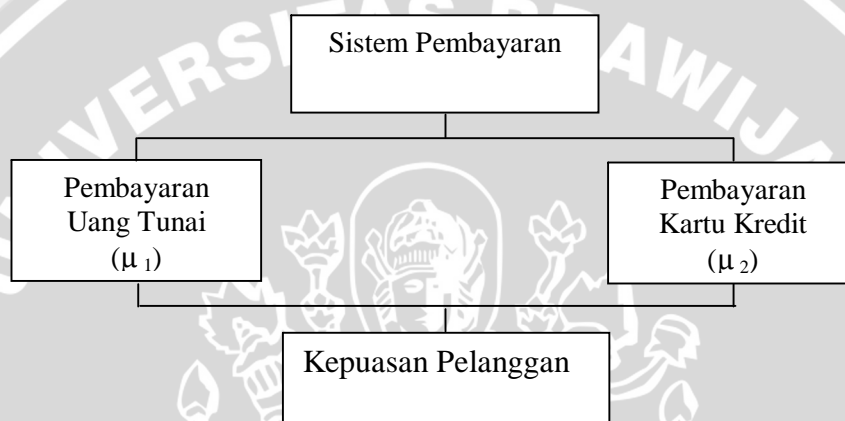 Sistem Pembayaran
Pembayaran
Uang Tunai
(µ 1)
Pembayaran
Kartu Kredit
(µ 2)
Kepuasan Pelanggan